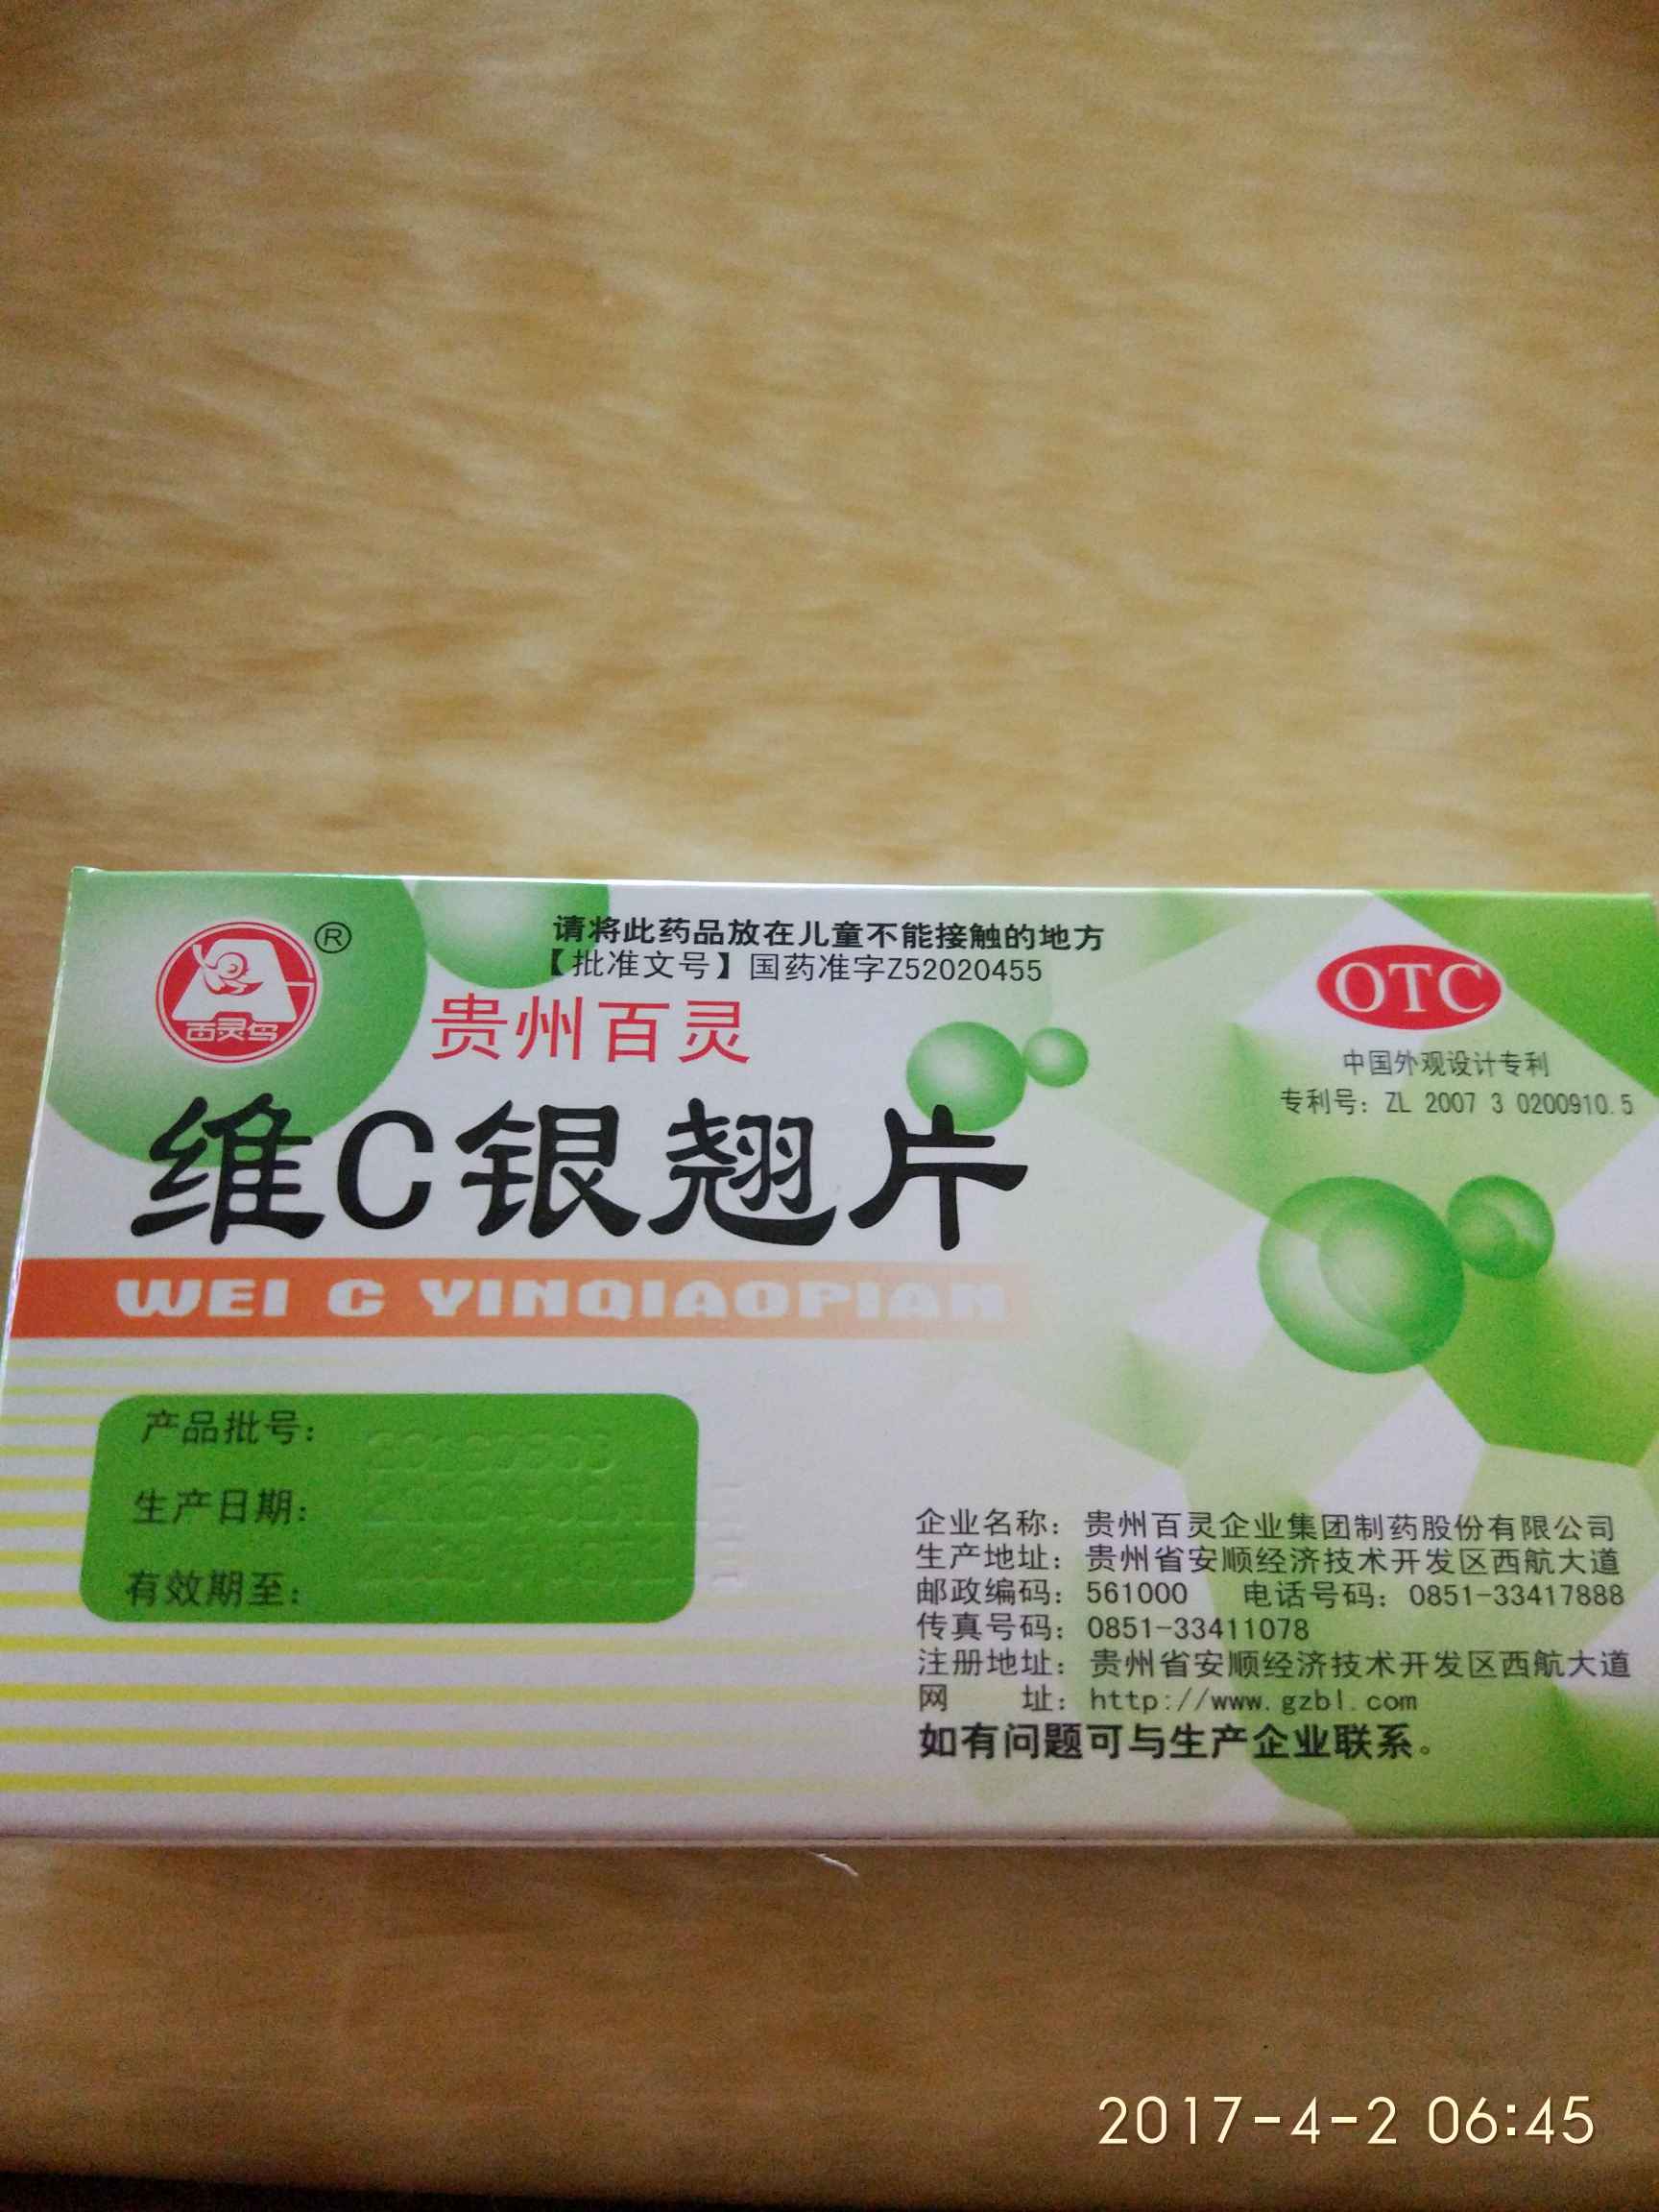 请将此药品放在儿童不能接触的地方
【批准文号】国药准字Z52020455
百灵鸟
®
贵州百灵
OTC
中国外观设计专利
专利号：ZL 2007 3 0200910.5
维C银翘片
WEI C YINQIAOPIAN
产品批号：
生产日期：
有效期至：
企业名称：贵州百灵企业集团制药股份有限公司
生产地址：贵州省安顺经济技术开发区西航大道
邮政编码：561000 电话号码：0851-33417888
传真号码：0851-33411078
注册地址：贵州省安顺经济技术开发区西航大道
网 址：http://www.gzbl.com
如有问题可与生产企业联系。
2017-4-2 06:45